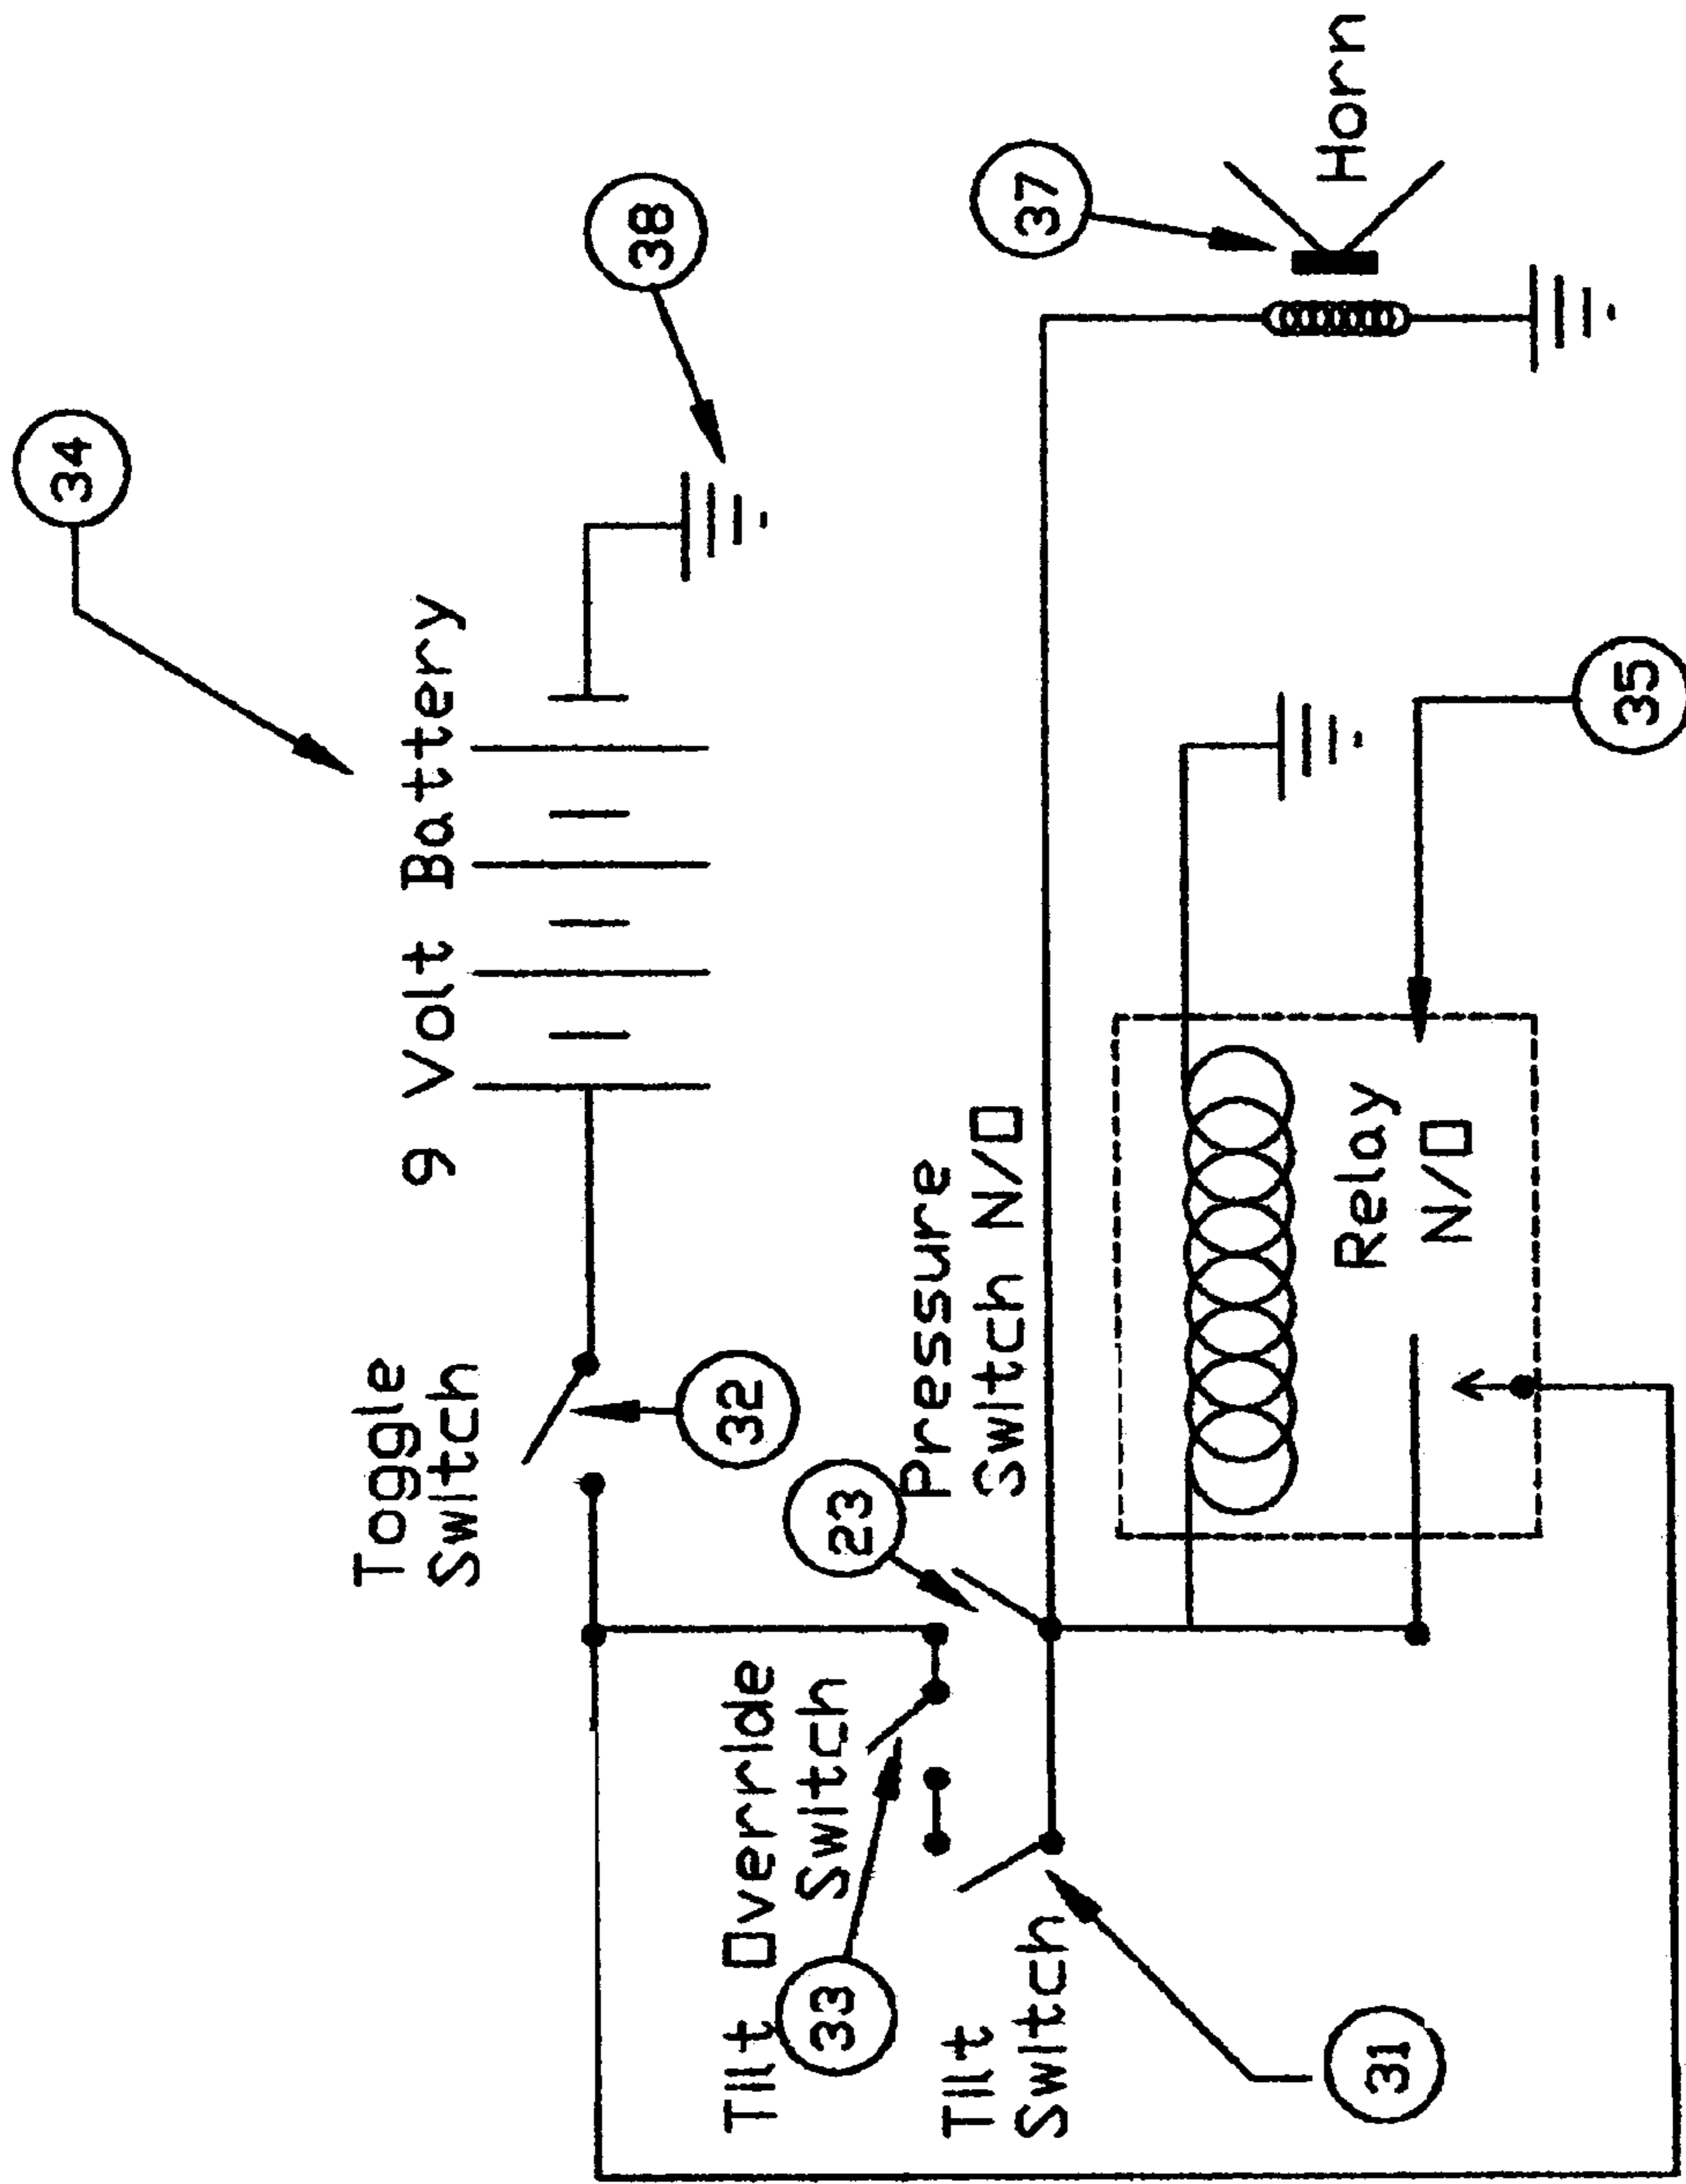 34
9 Volt Battery
38
Toggle
Switch
32
Tilt Override
Switch
33
23
Pressure
Switch N/O
Tilt
Switch
31
37
Horn
Relay
N/O
35